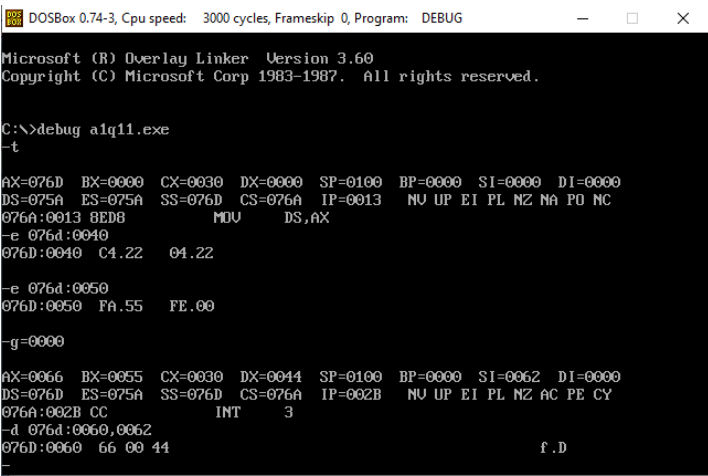 DOSBox 0.74-3, Cpu speed: 3000 cycles, Frameskip 0, Program: DEBUG
Microsoft (R) Overlay Linker Version 3.60
Copyright (C) Microsoft Corp 1983-1987. All rights reserved.
C:\>debug a1q11.exe
-t
AX=076D BX=0000 CX=0030 DX=0000 SP=0100 BP=0000 SI=0000 DI=0000
DS=075A ES=075A SS=076D CS=076A IP=0013 NV UP EI PL NZ NA PO NC
076A:0013 8ED8 MOV DS,AX
-e 076d:0040
076D:0040 C4.22 04.22
-e 076d:0050
076D:0050 FA.55 FE.00
-g=0000
AX=0066 BX=0055 CX=0030 DX=0044 SP=0100 BP=0000 SI=0062 DI=0000
DS=076D ES=075A SS=076D CS=076A IP=002B NV UP EI PL NZ AC PE CY
076A:002B CC INT 3
-d 076d:0060,0062
076D:0060 66 00 44 f.D
-